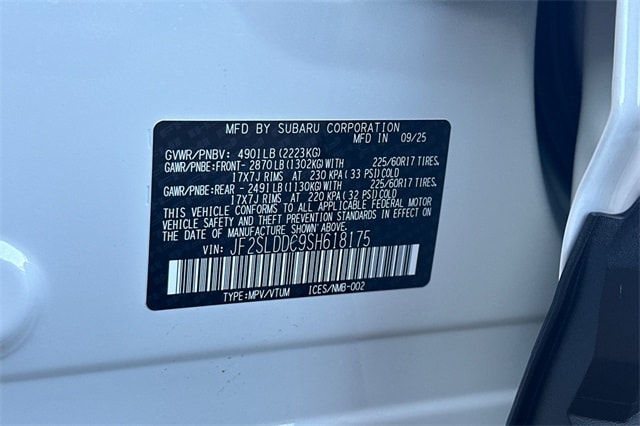 MFD BY SUBARU CORPORATION
MFD IN 09/25
GVWR/PNBV: 4901LB (2223KG)
GAWR/PNBE:FRONT- 2870LB (1302KG)WITH 225/60R17 TIRES,
17X7J RIMS AT 230 KPA (33 PSI)COLD
GAWR/PNBE:REAR - 2491LB (1130KG)WITH 225/60R17 TIRES,
17X7J RIMS AT 220 KPA (32 PSI)COLD
THIS VEHICLE CONFORMS TO ALL APPLICABLE FEDERAL MOTOR
VEHICLE SAFETY AND THEFT PREVENTION STANDARDS IN EFFECT
ON THE DATE OF MANUFACTURE SHOWN ABOVE.
VIN: JF2SLDDC9SH618175
TYPE:MPV/VTUM ICES/NMB-002